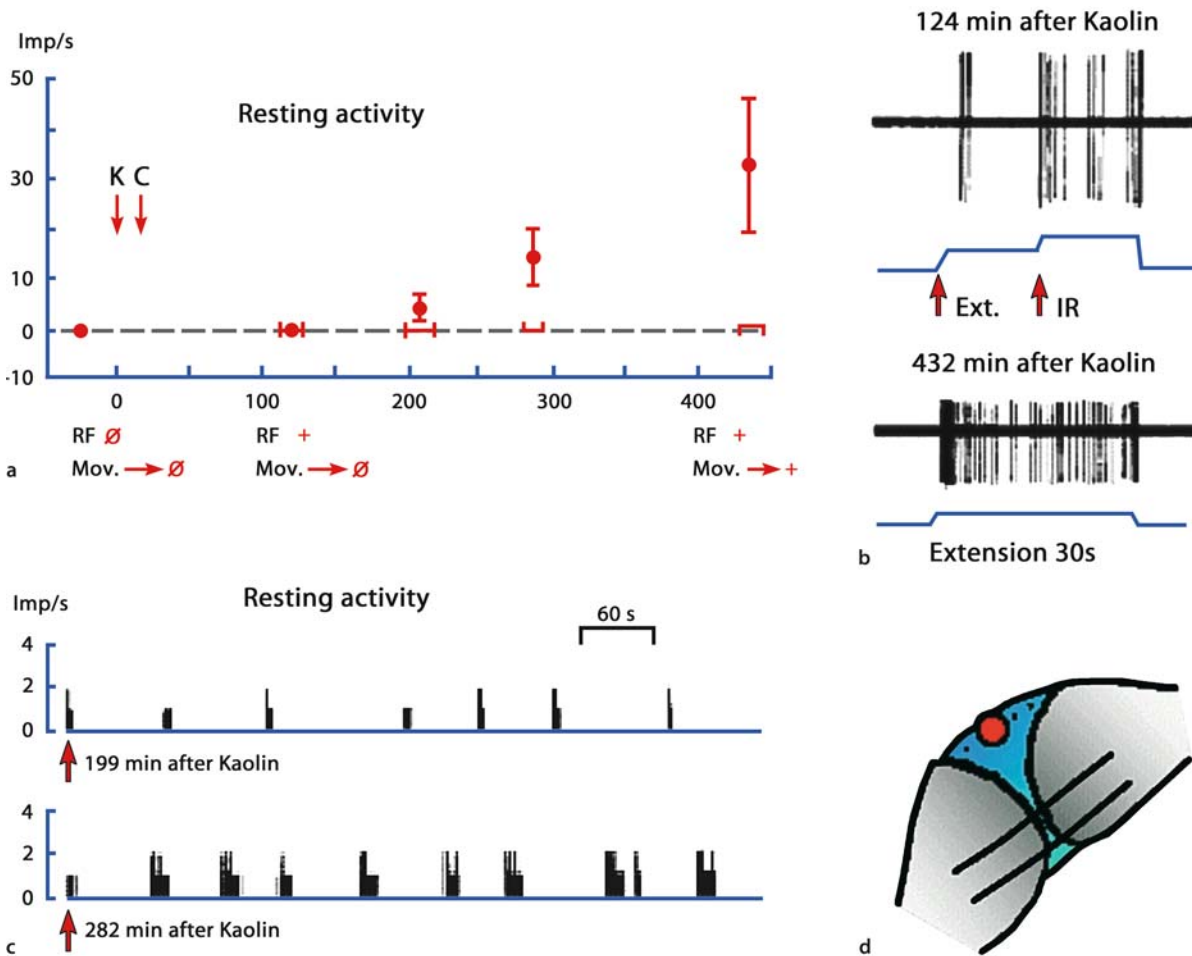 Imp/s
50
Resting activity
K C
30
10
0
-10
0 100 200 300 400
RF Ø RF + RF +
Mov. → Ø Mov. → Ø Mov. → +
a
124 min after Kaolin
Ext. IR
432 min after Kaolin
Extension 30s
b
Resting activity
Imp/s
60 s
4
2
0
199 min after Kaolin
4
2
0
282 min after Kaolin
c
d